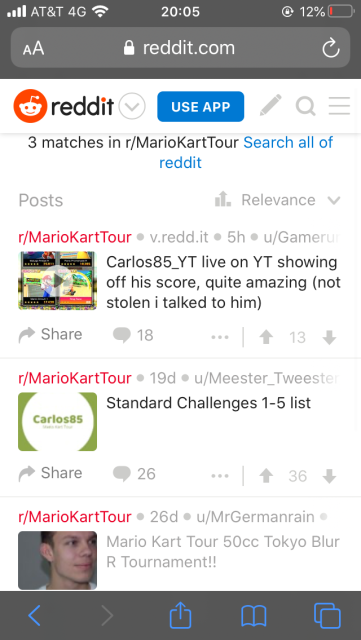 AT&T 4G 20:05 12%
AA reddit.com
reddit USE APP
3 matches in r/MarioKartTour Search all of
reddit
Posts Relevance
r/MarioKartTour • v.redd.it • 5h • u/Gamerur
Carlos85_YT live on YT showing
off his score, quite amazing (not
stolen i talked to him)
Share 18 ... 13
r/MarioKartTour • 19d • u/Meester_Tweester
Carlos85
Standard Challenges 1-5 list
Share 26 ... 36
r/MarioKartTour • 26d • u/MrGermanrain •
Mario Kart Tour 50cc Tokyo Blur
R Tournament!!